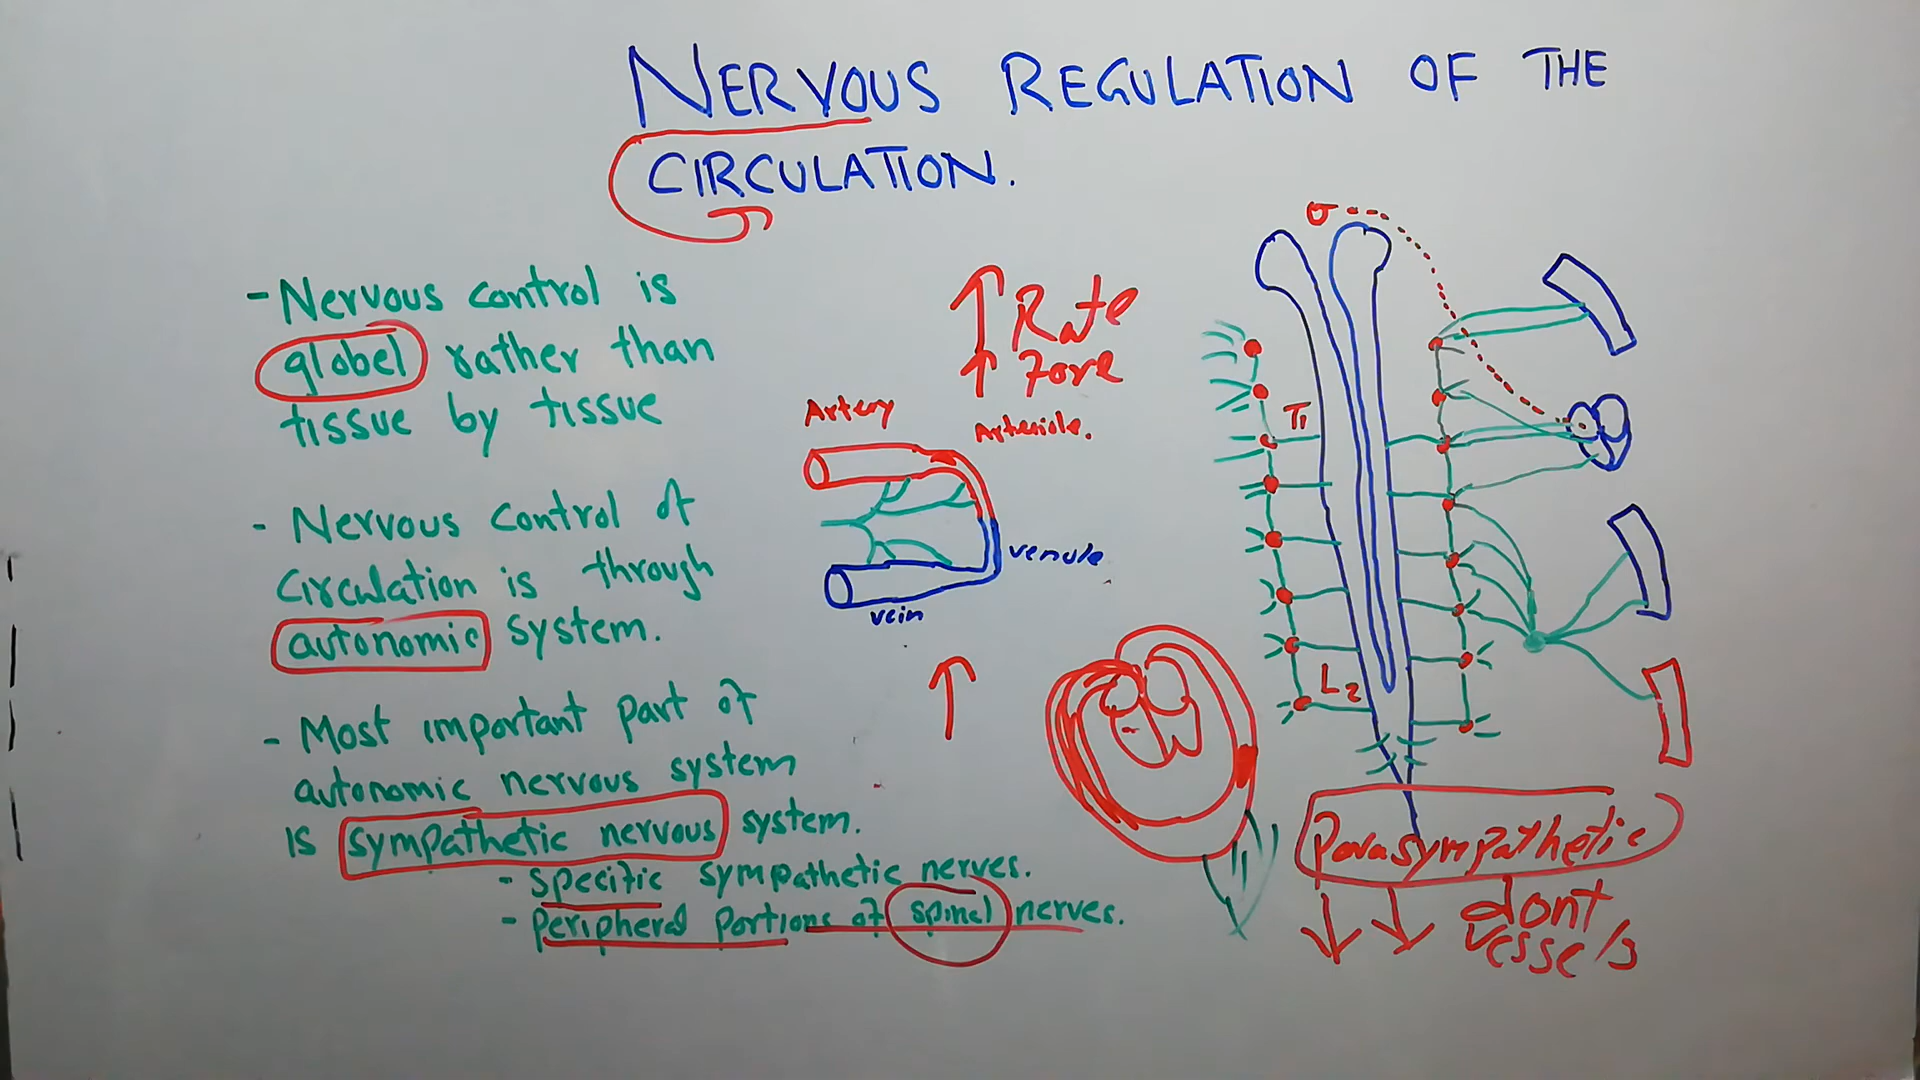 NERVOUS REGULATION OF THE
CIRCULATION.
- Nervous control is
globel rather than
tissue by tissue
- Nervous control of
circulation is through
autonomic system.
- Most important part of
autonomic nervous system
is sympathetic nervous system.
- specific sympathetic nerves.
- peripheral portions of spinal nerves.
↑ Rate
↑ Fore
Artery
Arteriole.
venule
vein
↑
T1
L2
Parasympathetic
↓ ↓ dont
vessels